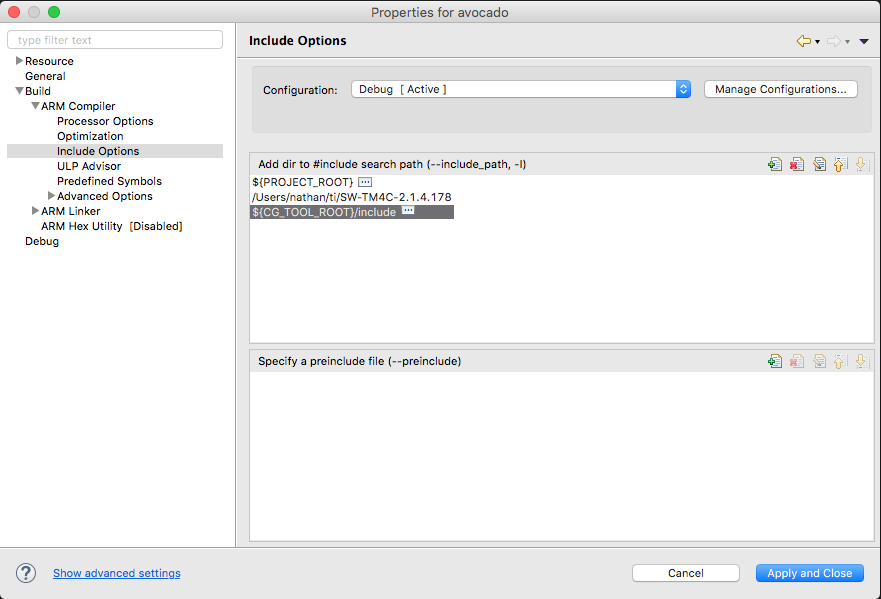 Properties for avocado
type filter text
Resource
General
Build
ARM Compiler
Processor Options
Optimization
Include Options
ULP Advisor
Predefined Symbols
Advanced Options
ARM Linker
ARM Hex Utility [Disabled]
Debug
Include Options
Configuration: Debug [ Active ] Manage Configurations...
Add dir to #include search path (--include_path, -I)
${PROJECT_ROOT}
/Users/nathan/ti/SW-TM4C-2.1.4.178
${CG_TOOL_ROOT}/include
Specify a preinclude file (--preinclude)
? Show advanced settings Cancel Apply and Close